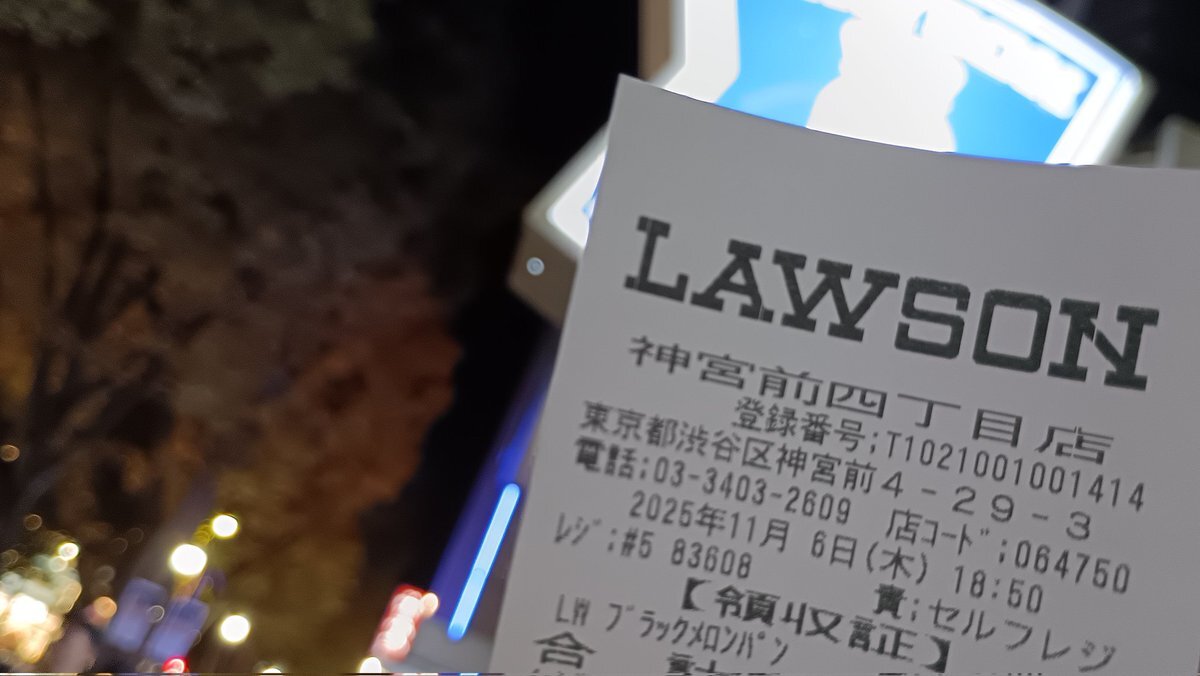 LAWSON
神宮前四丁目店
登録番号;T1021001001414
東京都渋谷区神宮前4-29-3
電話:03-3403-2609 店コード;064750
2025年11月 6日(木) 18:50
レジ:#5 83608 責;セルフレジ
【領収証】
LM ブラックメロンパン
合